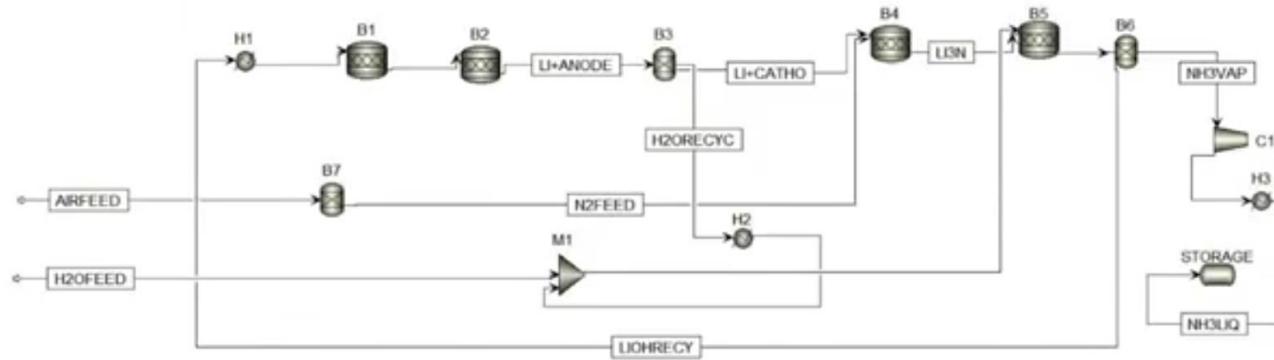 H1
B1
B2
LI+ANODE
B3
LI+CATHO
B4
LI3N
B5
B6
NH3VAP
H2ORECYC
C1
AIRFEED
B7
N2FEED
H2
H3
H2OFEED
M1
STORAGE
NH3LIQ
LIOHRECY